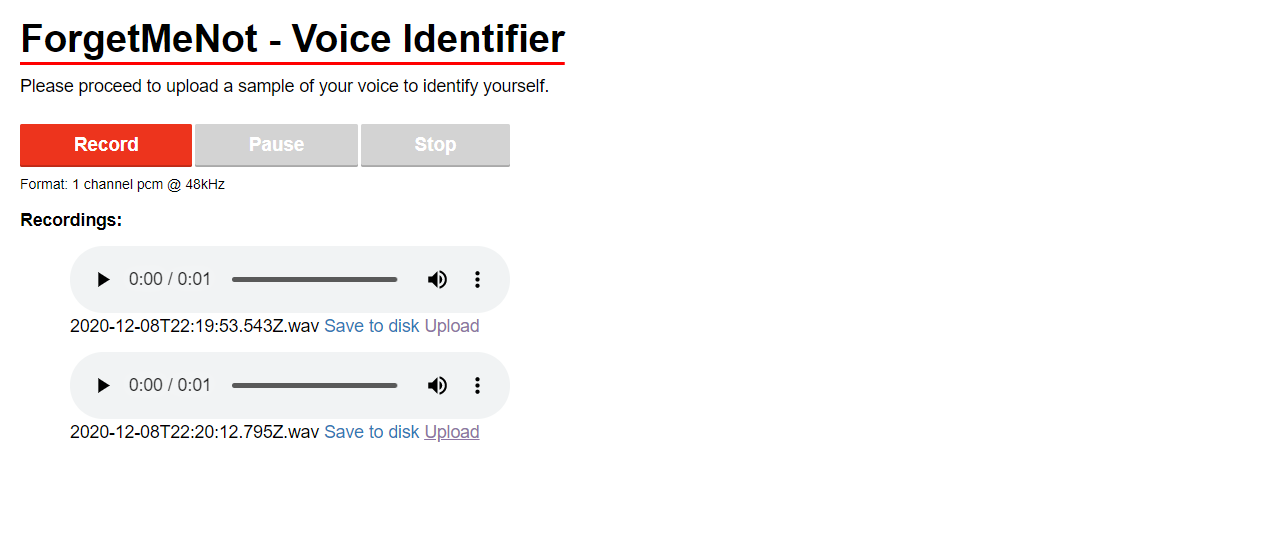 ForgetMeNot - Voice Identifier
Please proceed to upload a sample of your voice to identify yourself.
Record Pause Stop
Format: 1 channel pcm @ 48kHz
Recordings:
0:00 / 0:01
2020-12-08T22:19:53.543Z.wav Save to disk Upload
0:00 / 0:01
2020-12-08T22:20:12.795Z.wav Save to disk Upload